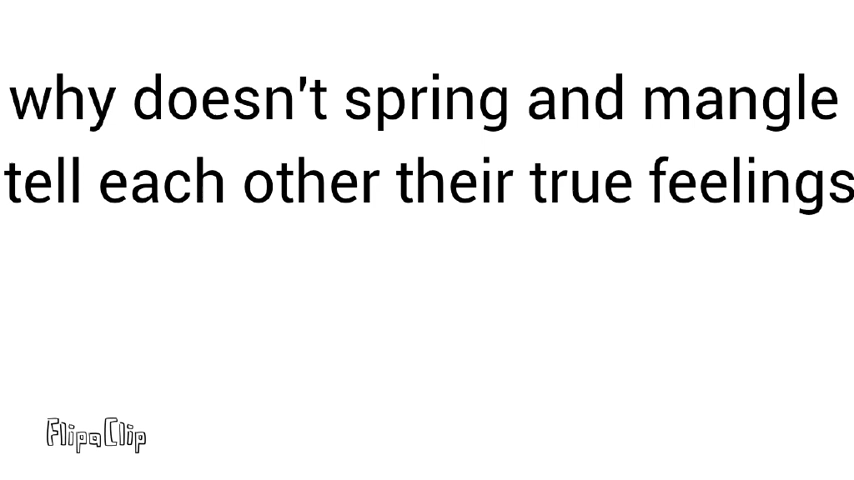 why doesn't spring and mangle
tell each other their true feelings
FlipaClip